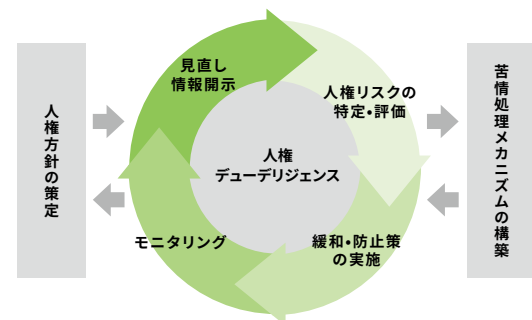 人権方針の策定
見直し
情報開示
人権リスクの
特定・評価
人権
デューデリジェンス
モニタリング
緩和・防止策
の実施
苦情処理メカニズムの構築